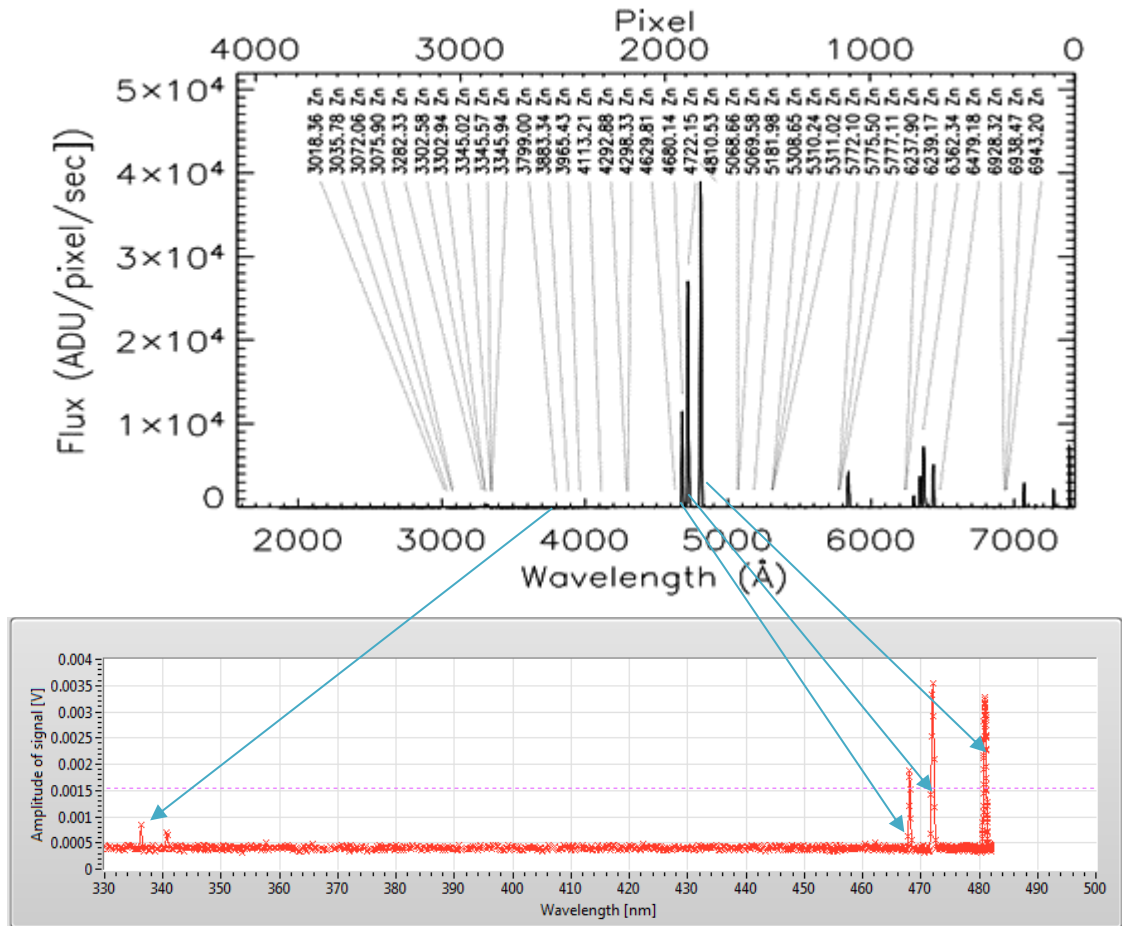 Pixel
4000 3000 2000 1000 0
Flux (ADU/pixel/sec])
5×10⁴
4×10⁴
3×10⁴
2×10⁴
1×10⁴
0
3018.36 Zn
3035.78 Zn
3072.06 Zn
3075.90 Zn
3282.33 Zn
3302.58 Zn
3302.94 Zn
3345.02 Zn
3345.57 Zn
3345.94 Zn
3799.00 Zn
3883.34 Zn
3965.43 Zn
4113.21 Zn
4292.88 Zn
4298.33 Zn
4629.81 Zn
4680.14 Zn
4722.15 Zn
4810.53 Zn
5068.66 Zn
5069.58 Zn
5181.98 Zn
5308.65 Zn
5310.24 Zn
5311.02 Zn
5772.10 Zn
5775.50 Zn
5777.11 Zn
6237.90 Zn
6239.17 Zn
6362.34 Zn
6479.18 Zn
6928.32 Zn
6938.47 Zn
6943.20 Zn
2000 3000 4000 5000 6000 7000
Wavelength (Å)
Amplitude of signal [V]
0.004
0.0035
0.003
0.0025
0.002
0.0015
0.001
0.0005
0
330 340 350 360 370 380 390 400 410 420 430 440 450 460 470 480 490 500
Wavelength [nm]